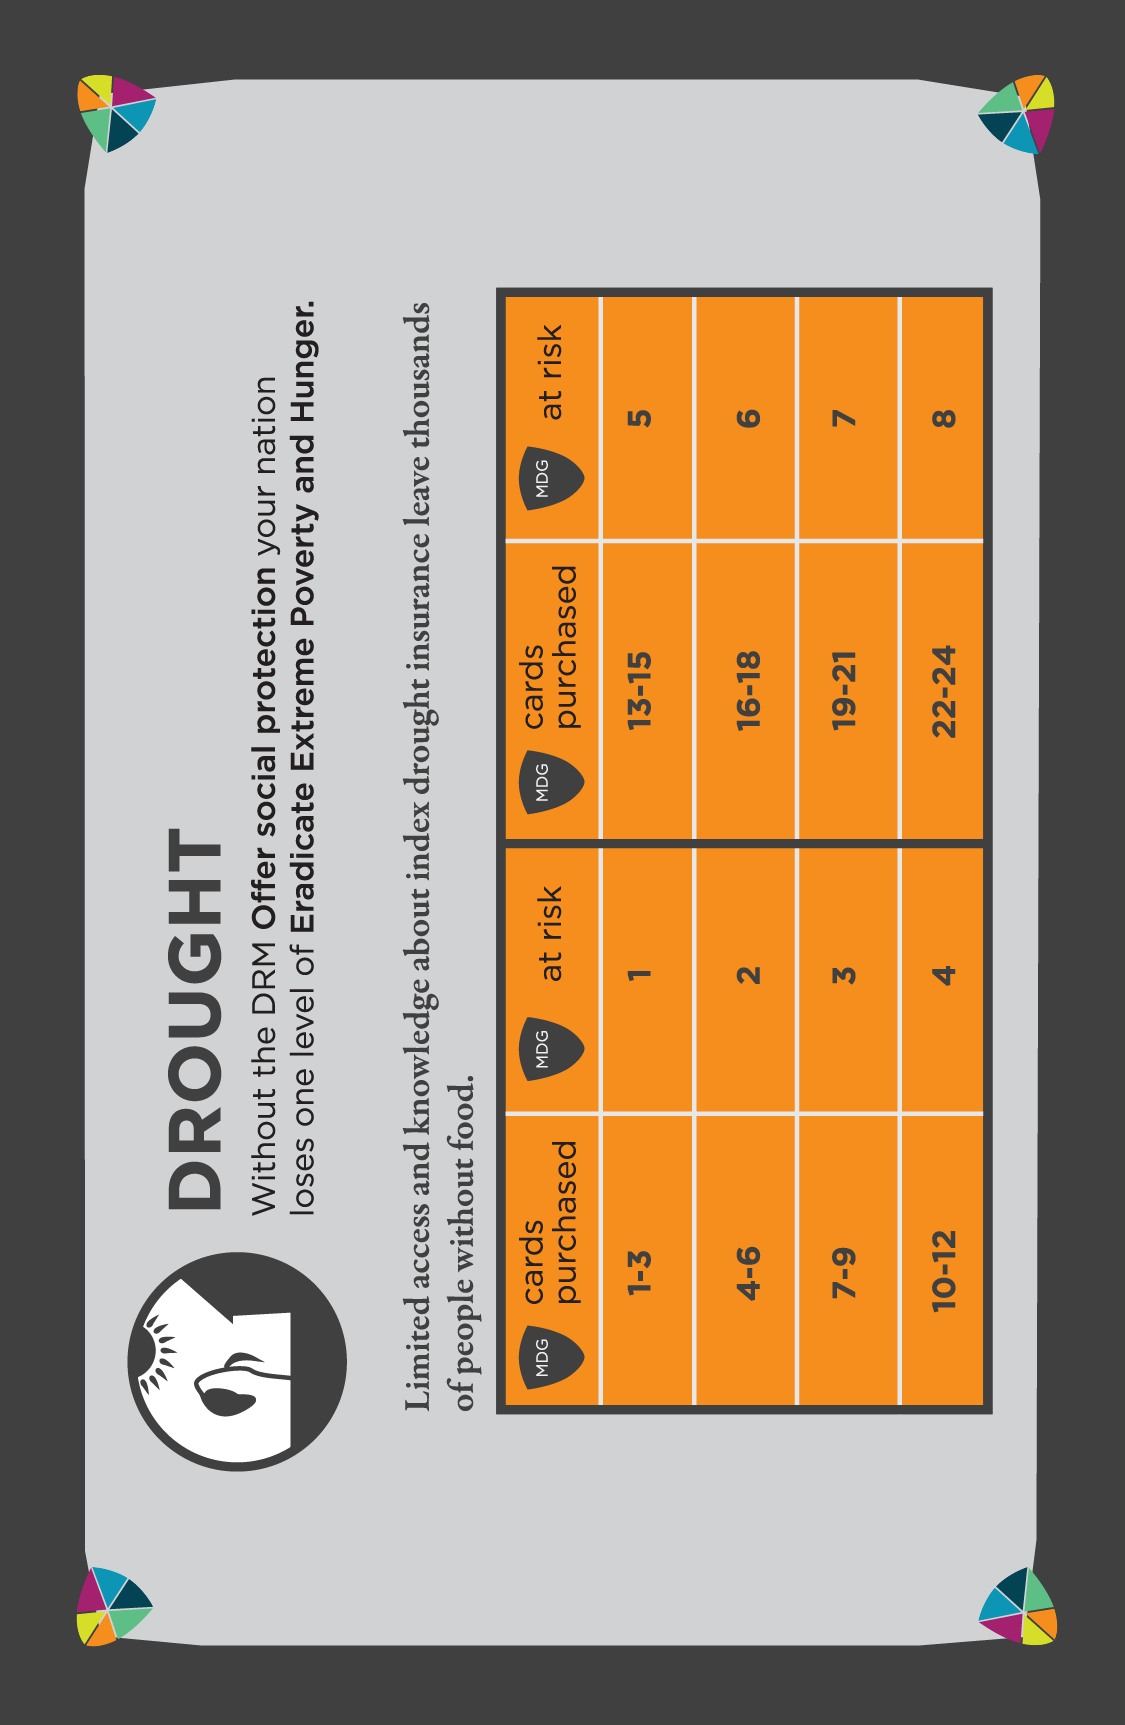 DROUGHT
Without the DRM Offer social protection your nation
loses one level of Eradicate Extreme Poverty and Hunger.
Limited access and knowledge about index drought insurance leave thousands
of people without food.
MDG cards purchased MDG at risk MDG cards purchased MDG at risk
1-3 1 13-15 5
4-6 2 16-18 6
7-9 3 19-21 7
10-12 4 22-24 8